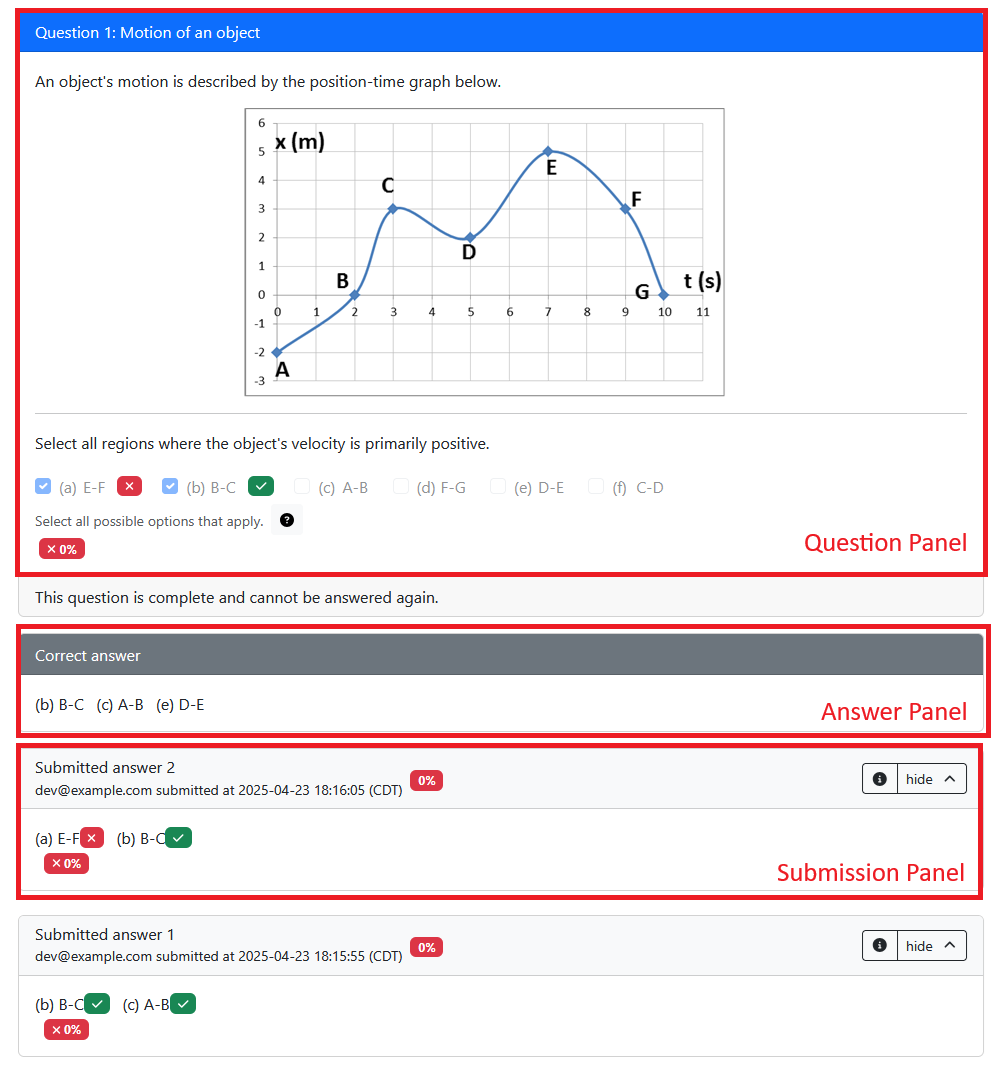 Question 1: Motion of an object
An object's motion is described by the position-time graph below.
6
x (m)
5
4
3
2
1
0
-1
-2
-3
0 1 2 3 4 5 6 7 8 9 10 11
t (s)
A
B
C
D
E
F
G
Select all regions where the object's velocity is primarily positive.
(a) E-F (b) B-C (c) A-B (d) F-G (e) D-E (f) C-D
Select all possible options that apply. ?
0%
Question Panel
This question is complete and cannot be answered again.
Correct answer
(b) B-C (c) A-B (e) D-E
Answer Panel
Submitted answer 2
dev@example.com submitted at 2025-04-23 18:16:05 (CDT) 0%
hide
(a) E-F (b) B-C
0%
Submission Panel
Submitted answer 1
dev@example.com submitted at 2025-04-23 18:15:55 (CDT) 0%
hide
(b) B-C (c) A-B
0%